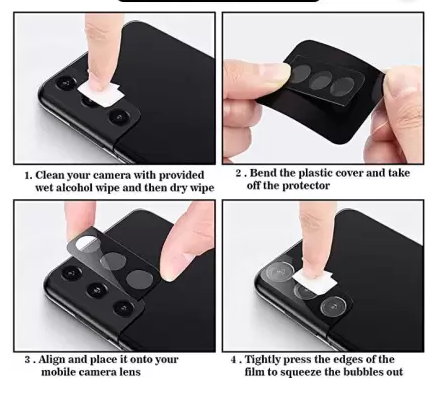 1. Clean your camera with provided
wet alcohol wipe and then dry wipe
2 . Bend the plastic cover and take
off the protector
3 . Align and place it onto your
mobile camera lens
4 . Tightly press the edges of the
film to squeeze the bubbles out